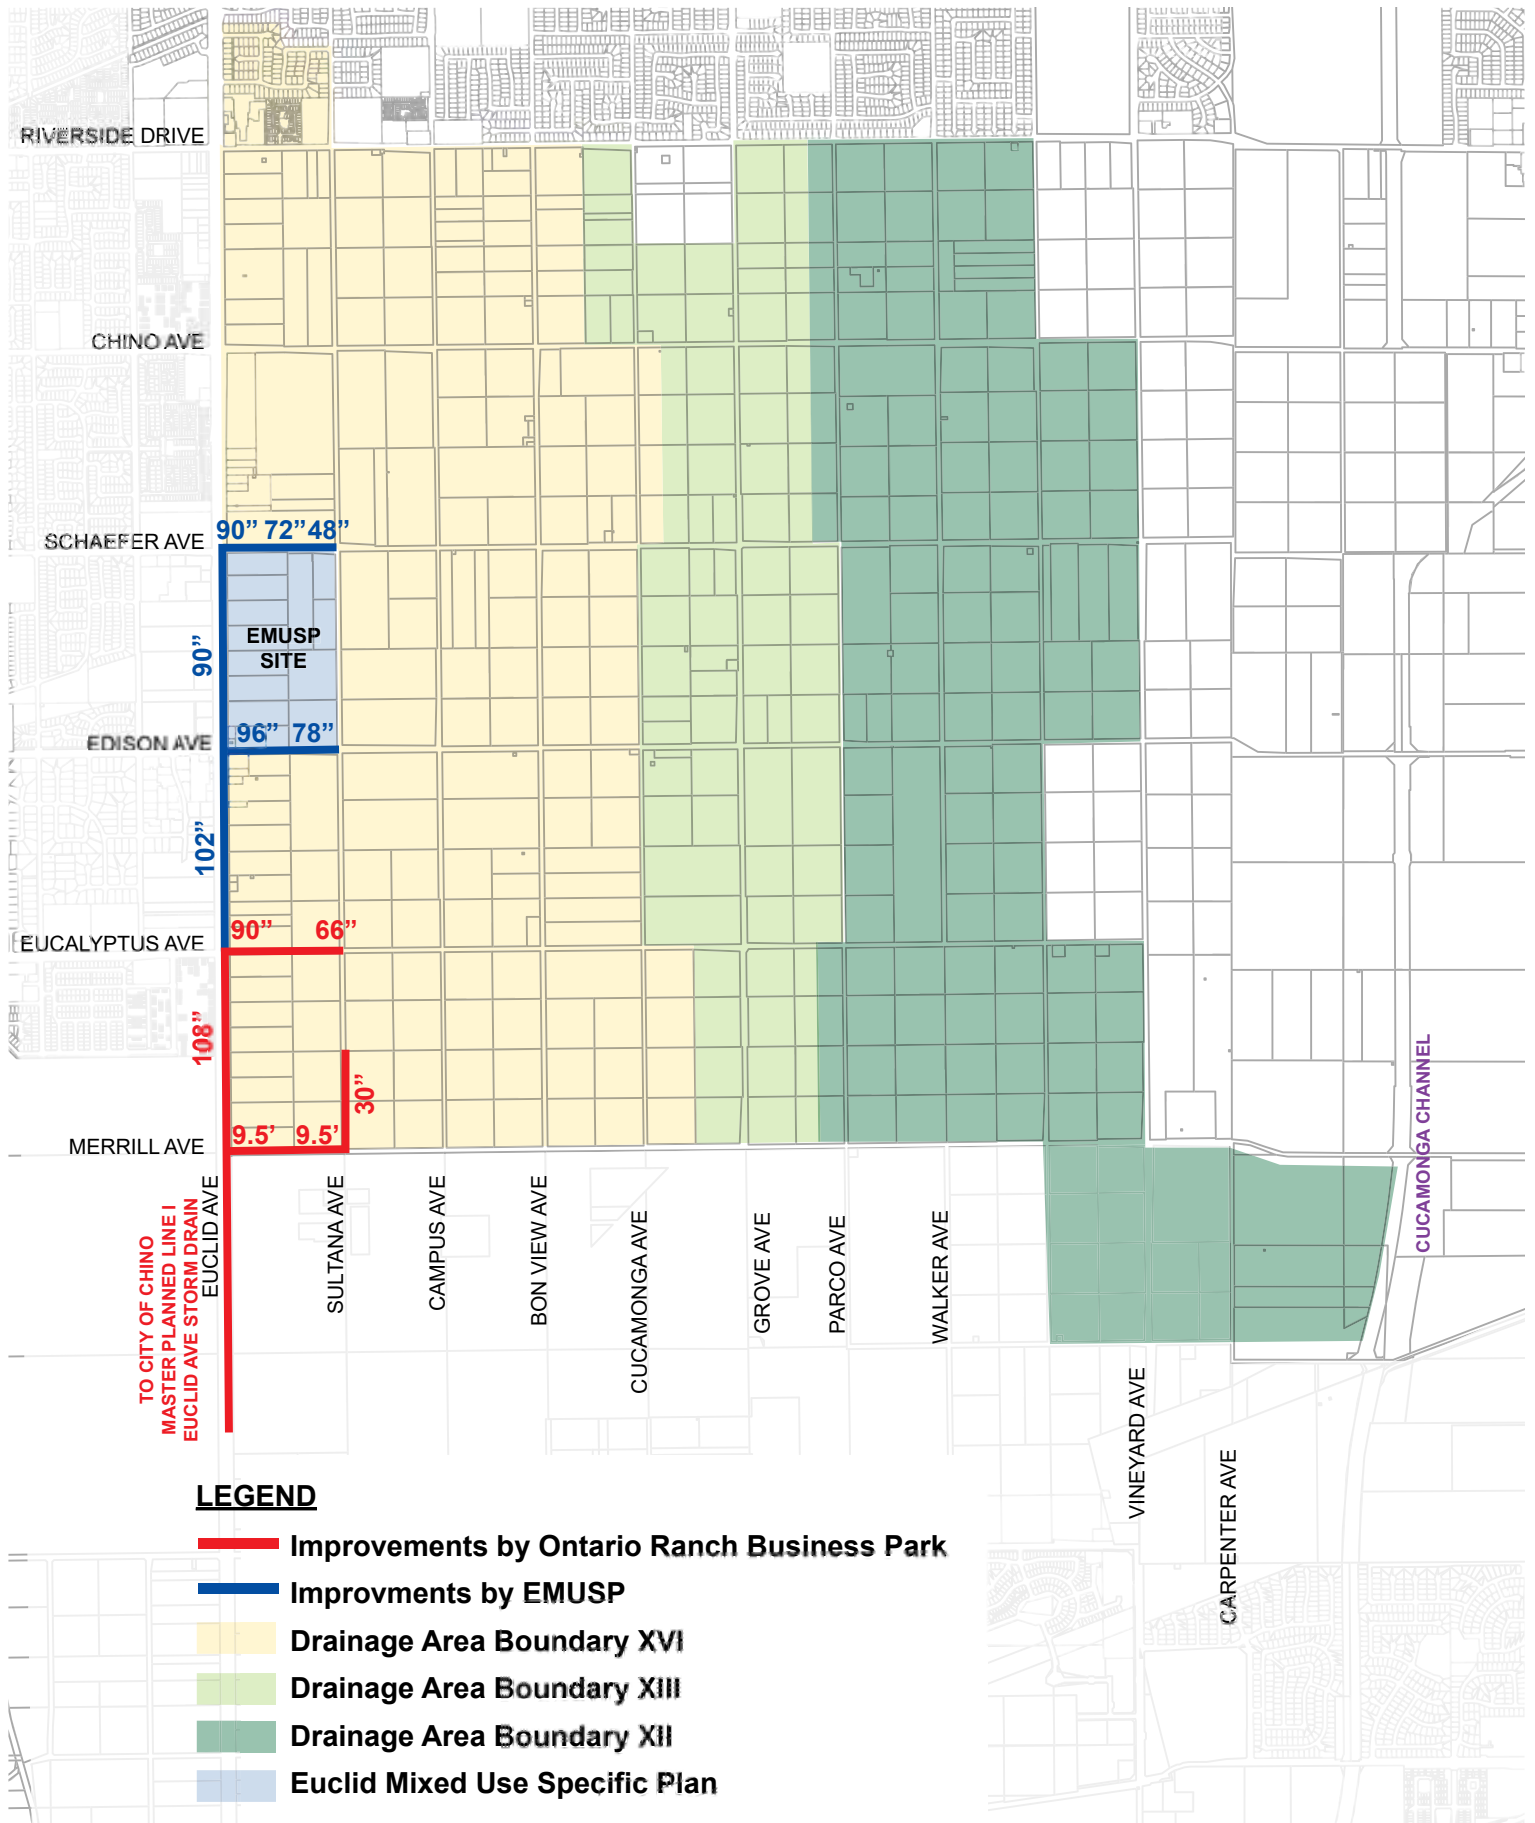 RIVERSIDE DRIVE
CHINO AVE
SCHAEFER AVE
90” 72” 48”
EMUSP
SITE
90”
96” 78”
EDISON AVE
102”
90” 66”
EUCALYPTUS AVE
108”
30”
9.5’ 9.5’
MERRILL AVE
CUCAMONGA CHANNEL
TO CITY OF CHINO
MASTER PLANNED LINE I
EUCLID AVE STORM DRAIN
EUCLID AVE
SULTANA AVE
CAMPUS AVE
BON VIEW AVE
CUCAMONGA AVE
GROVE AVE
PARCO AVE
WALKER AVE
VINEYARD AVE
CARPENTER AVE
LEGEND
Improvements by Ontario Ranch Business Park
Improvments by EMUSP
Drainage Area Boundary XVI
Drainage Area Boundary XIII
Drainage Area Boundary XII
Euclid Mixed Use Specific Plan